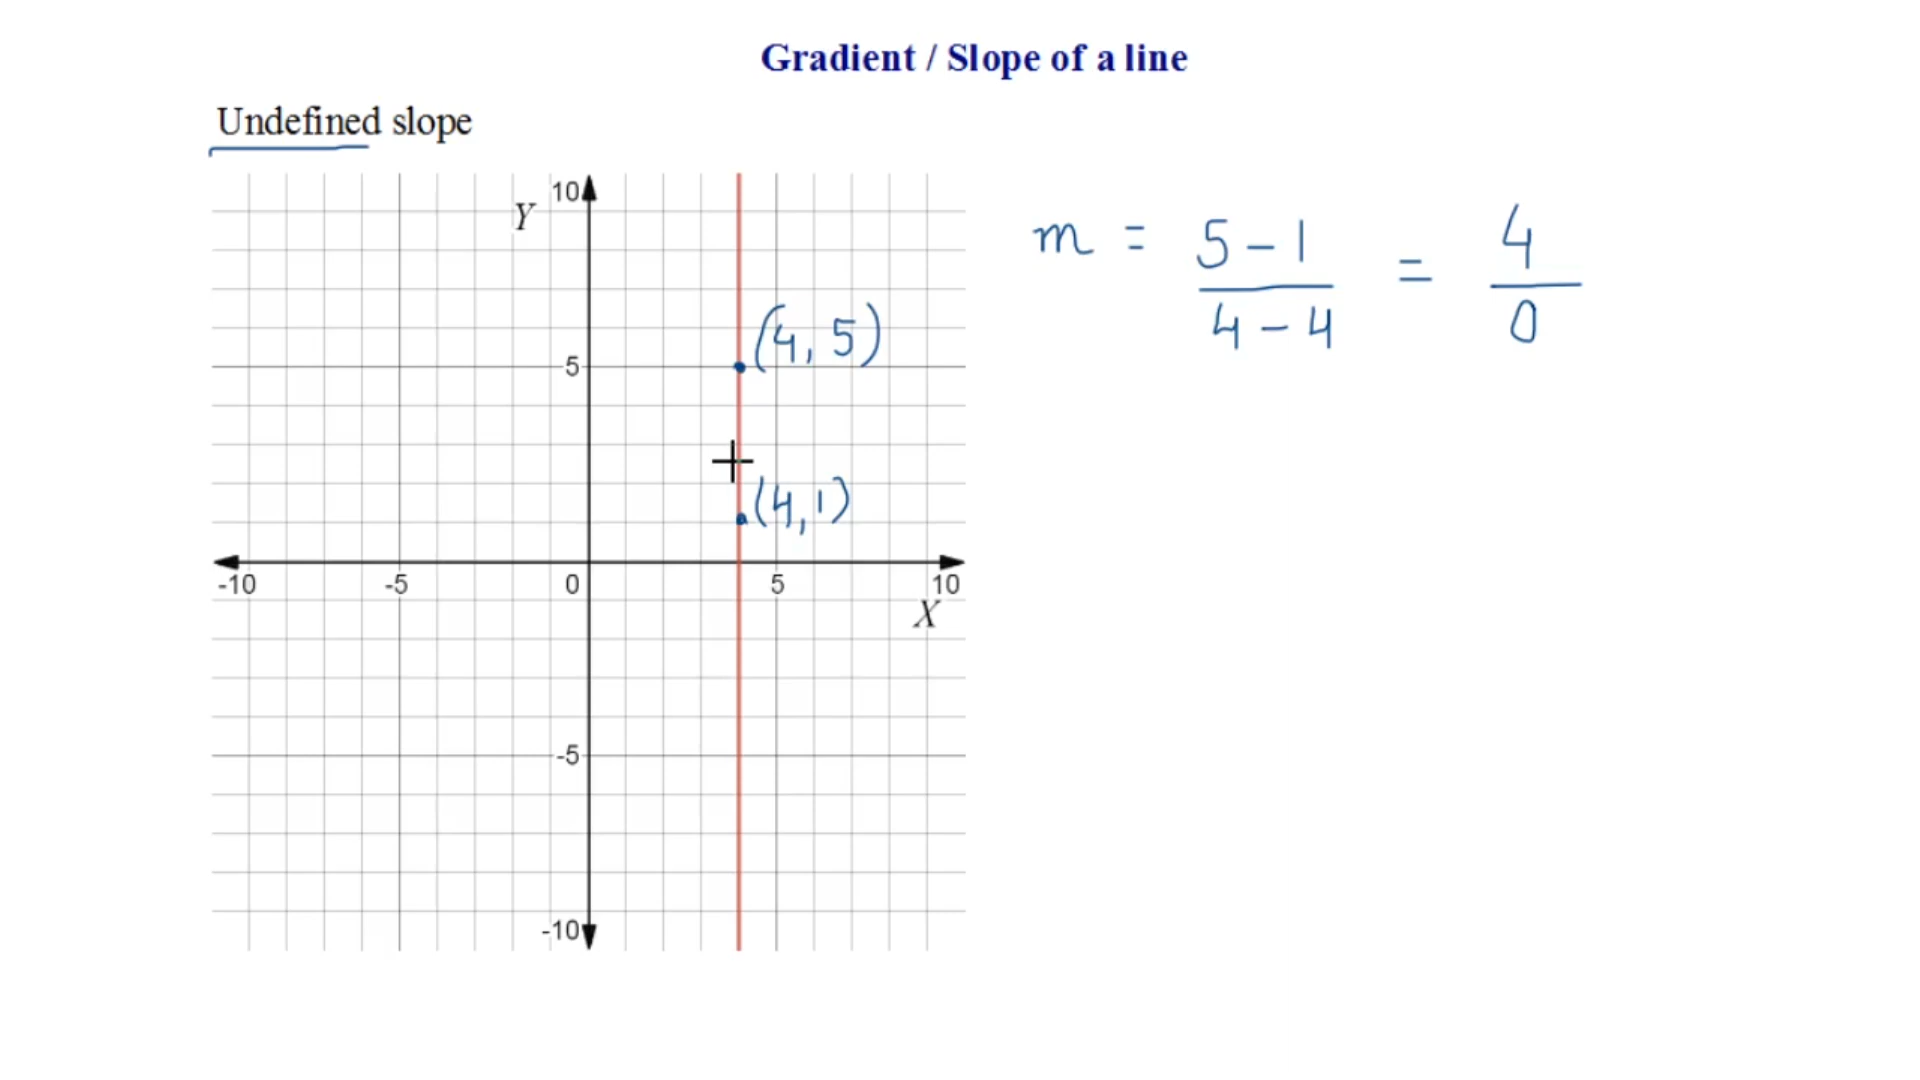 Gradient / Slope of a line
Undefined slope
10
Y
m = 5 - 1 / 4 - 4 = 4 / 0
(4, 5)
5
(4, 1)
-10 -5 0 5 10
X
-5
-10